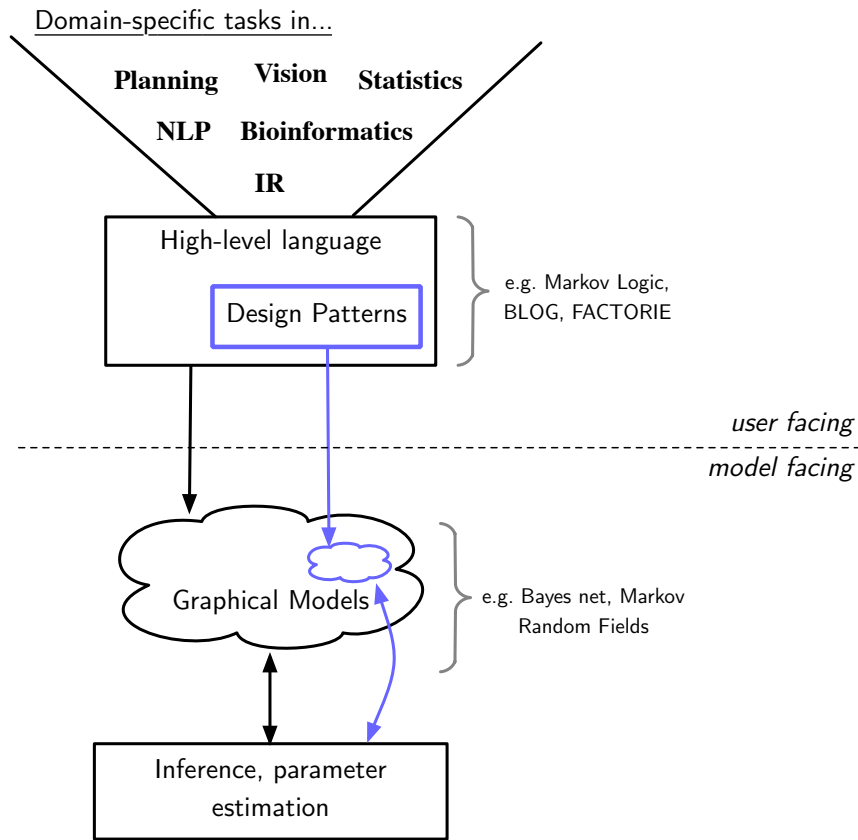 Domain-specific tasks in...
Planning Vision Statistics
NLP Bioinformatics
IR
High-level language
Design Patterns
e.g. Markov Logic,
BLOG, FACTORIE
user facing
model facing
Graphical Models
e.g. Bayes net, Markov
Random Fields
Inference, parameter
estimation